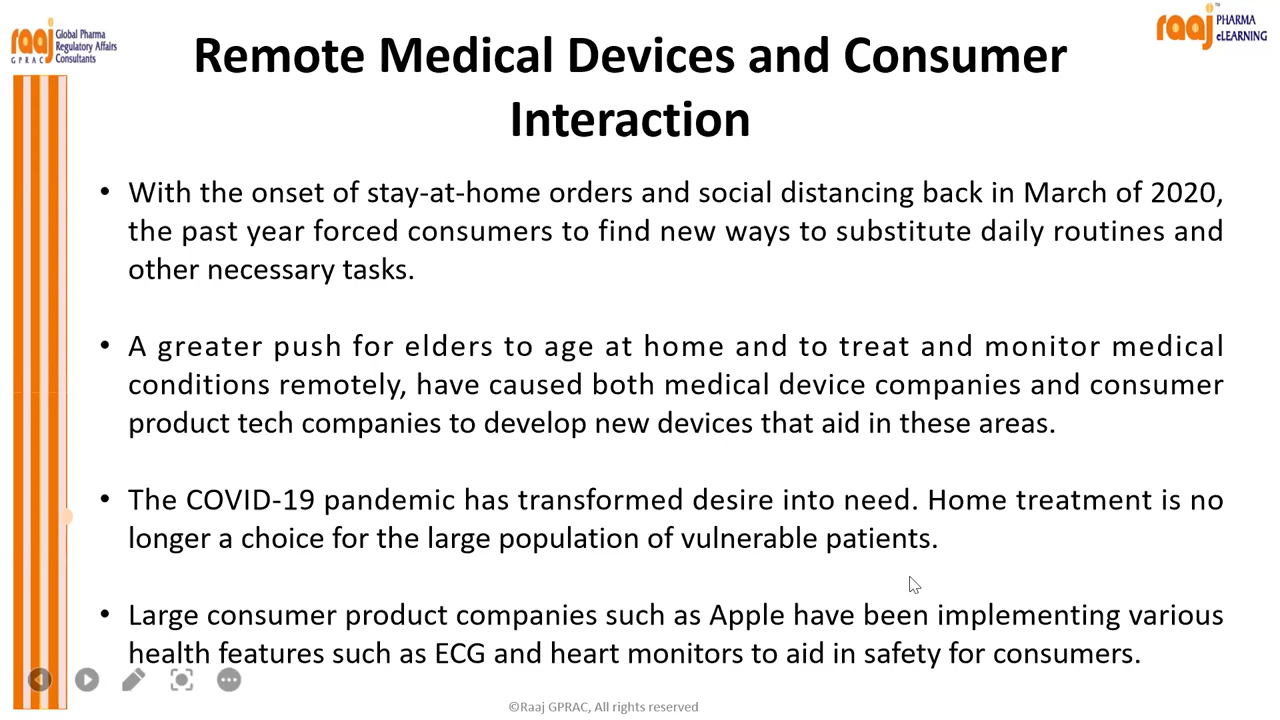 raaj Global Pharma
Regulatory Affairs
GPRAC Consultants
raaj™ PHARMA
eLEARNING
Remote Medical Devices and Consumer
Interaction
• With the onset of stay-at-home orders and social distancing back in March of 2020,
the past year forced consumers to find new ways to substitute daily routines and
other necessary tasks.
• A greater push for elders to age at home and to treat and monitor medical
conditions remotely, have caused both medical device companies and consumer
product tech companies to develop new devices that aid in these areas.
• The COVID-19 pandemic has transformed desire into need. Home treatment is no
longer a choice for the large population of vulnerable patients.
• Large consumer product companies such as Apple have been implementing various
health features such as ECG and heart monitors to aid in safety for consumers.
©Raaj GPRAC, All rights reserved